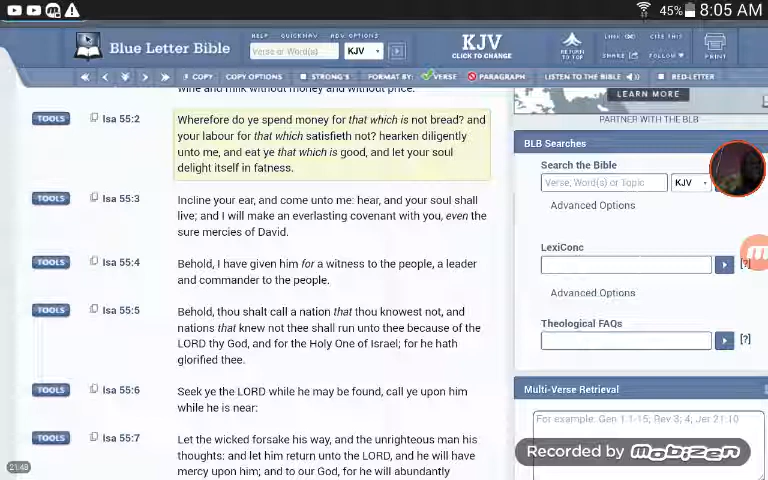 45% 8:05 AM
HELP QUICKNAV ADV. OPTIONS
Blue Letter Bible
Verse or Word(s)
KJV
KJV
CLICK TO CHANGE
RETURN TO TOP
LINK
CITE THIS
SHARE
FOLLOW
PRINT
COPY COPY OPTIONS STRONG'S FORMAT BY: VERSE PARAGRAPH LISTEN TO THE BIBLE RED-LETTER
wine and milk without money and without price.
TOOLS Isa 55:2 Wherefore do ye spend money for that which is not bread? and
your labour for that which satisfieth not? hearken diligently
unto me, and eat ye that which is good, and let your soul
delight itself in fatness.
TOOLS Isa 55:3 Incline your ear, and come unto me: hear, and your soul shall
live; and I will make an everlasting covenant with you, even the
sure mercies of David.
TOOLS Isa 55:4 Behold, I have given him for a witness to the people, a leader
and commander to the people.
TOOLS Isa 55:5 Behold, thou shalt call a nation that thou knowest not, and
nations that knew not thee shall run unto thee because of the
LORD thy God, and for the Holy One of Israel; for he hath
glorified thee.
TOOLS Isa 55:6 Seek ye the LORD while he may be found, call ye upon him
while he is near:
TOOLS Isa 55:7 Let the wicked forsake his way, and the unrighteous man his
thoughts: and let him return unto the LORD, and he will have
mercy upon him; and to our God, for he will abundantly
21:48
LEARN MORE
PARTNER WITH THE BLB
BLB Searches
Search the Bible
Verse, Word(s) or Topic KJV
Advanced Options
LexiConc
[?]
Advanced Options
Theological FAQs
[?]
Multi-Verse Retrieval
For example: Gen 1:1-15; Rev 3; 4; Jer 21:10
Recorded by mobizen